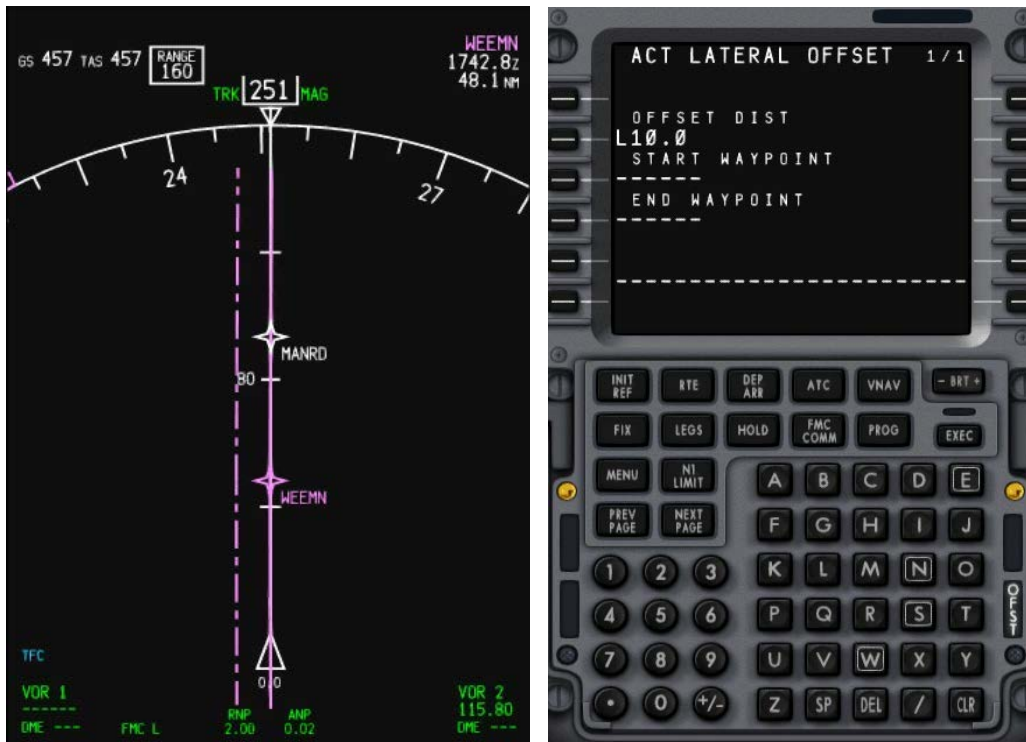 GS 457 TAS 457
RANGE
160
WEEMN
1742.8Z
48.1 NM
TRK 251 MAG
24
27
MANRD
80
WEEMN
0.0
TFC
VOR 1
------
DME ---
FMC L
RNP
2.00
ANP
0.02
VOR 2
115.80
DME ---
ACT LATERAL OFFSET 1/1
OFFSET DIST
L10.0
START WAYPOINT
------
END WAYPOINT
------
--------------------------
INIT REF
RTE
DEP ARR
ATC
VNAV
- BRT +
FIX
LEGS
HOLD
FMC COMM
PROG
EXEC
MENU
N1 LIMIT
PREV PAGE
NEXT PAGE
A B C D E
F G H I J
1 2 3 K L M N O
4 5 6 P Q R S T
7 8 9 U V W X Y
. 0 +/- Z SP DEL / CLR
OFST